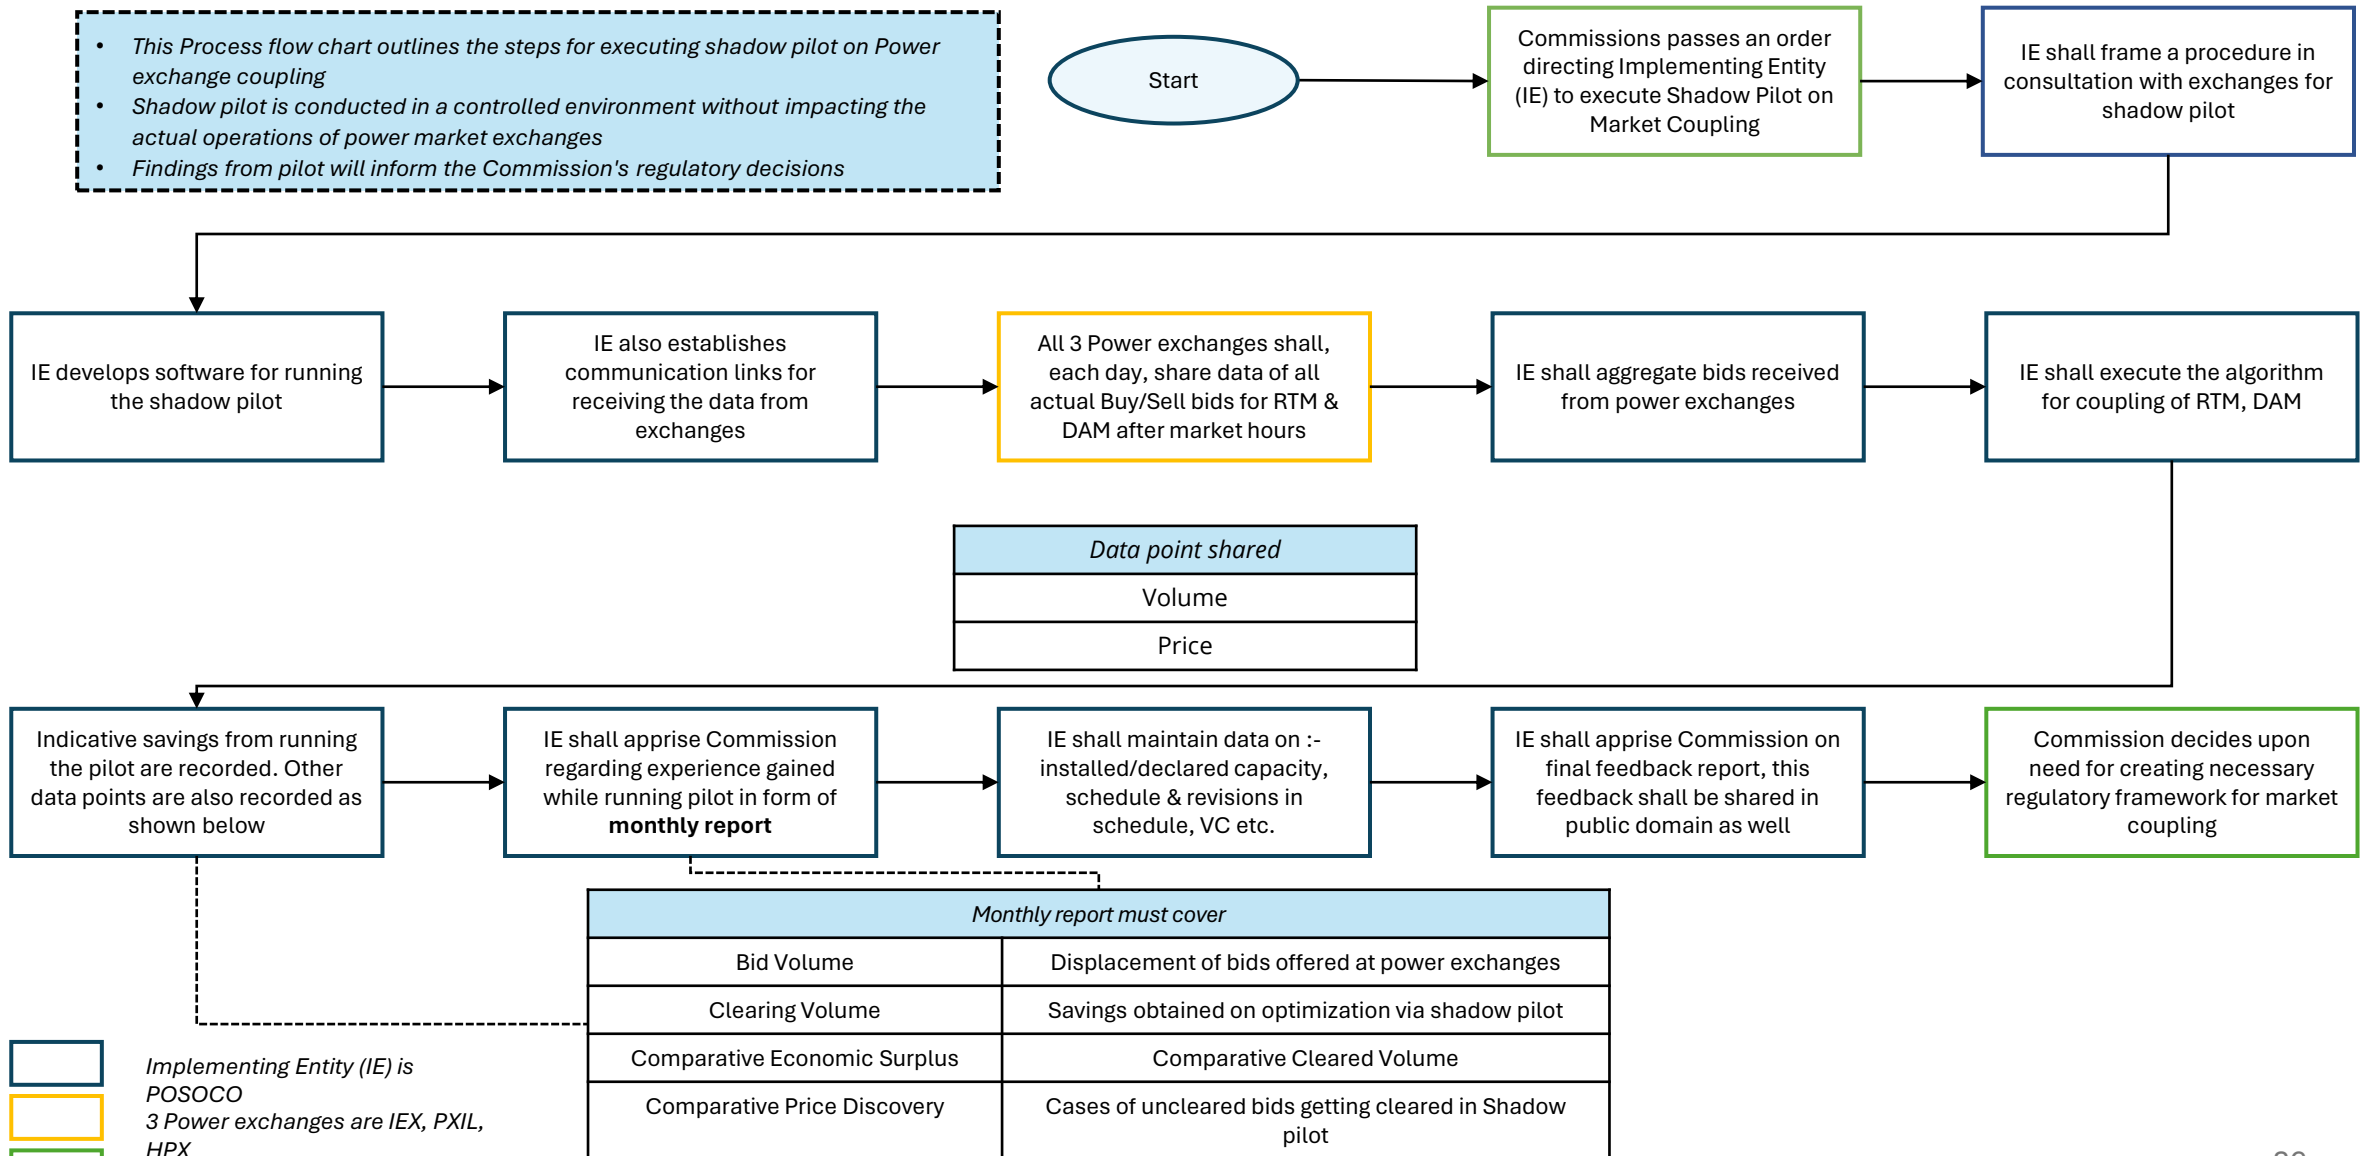 • This Process flow chart outlines the steps for executing shadow pilot on Power
exchange coupling
• Shadow pilot is conducted in a controlled environment without impacting the
actual operations of power market exchanges
• Findings from pilot will inform the Commission's regulatory decisions
Start
Commissions passes an order
directing Implementing Entity
(IE) to execute Shadow Pilot on
Market Coupling
IE shall frame a procedure in
consultation with exchanges for
shadow pilot
IE develops software for running
the shadow pilot
IE also establishes
communication links for
receiving the data from
exchanges
All 3 Power exchanges shall,
each day, share data of all
actual Buy/Sell bids for RTM &
DAM after market hours
IE shall aggregate bids received
from power exchanges
IE shall execute the algorithm
for coupling of RTM, DAM
Data point shared
Volume
Price
Indicative savings from running
the pilot are recorded. Other
data points are also recorded as
shown below
IE shall apprise Commission
regarding experience gained
while running pilot in form of
monthly report
IE shall maintain data on :-
installed/declared capacity,
schedule & revisions in
schedule, VC etc.
IE shall apprise Commission on
final feedback report, this
feedback shall be shared in
public domain as well
Commission decides upon
need for creating necessary
regulatory framework for market
coupling
Monthly report must cover
Bid Volume
Displacement of bids offered at power exchanges
Clearing Volume
Savings obtained on optimization via shadow pilot
Comparative Economic Surplus
Comparative Cleared Volume
Comparative Price Discovery
Cases of uncleared bids getting cleared in Shadow
pilot
Implementing Entity (IE) is
POSOCO
3 Power exchanges are IEX, PXIL,
HPX